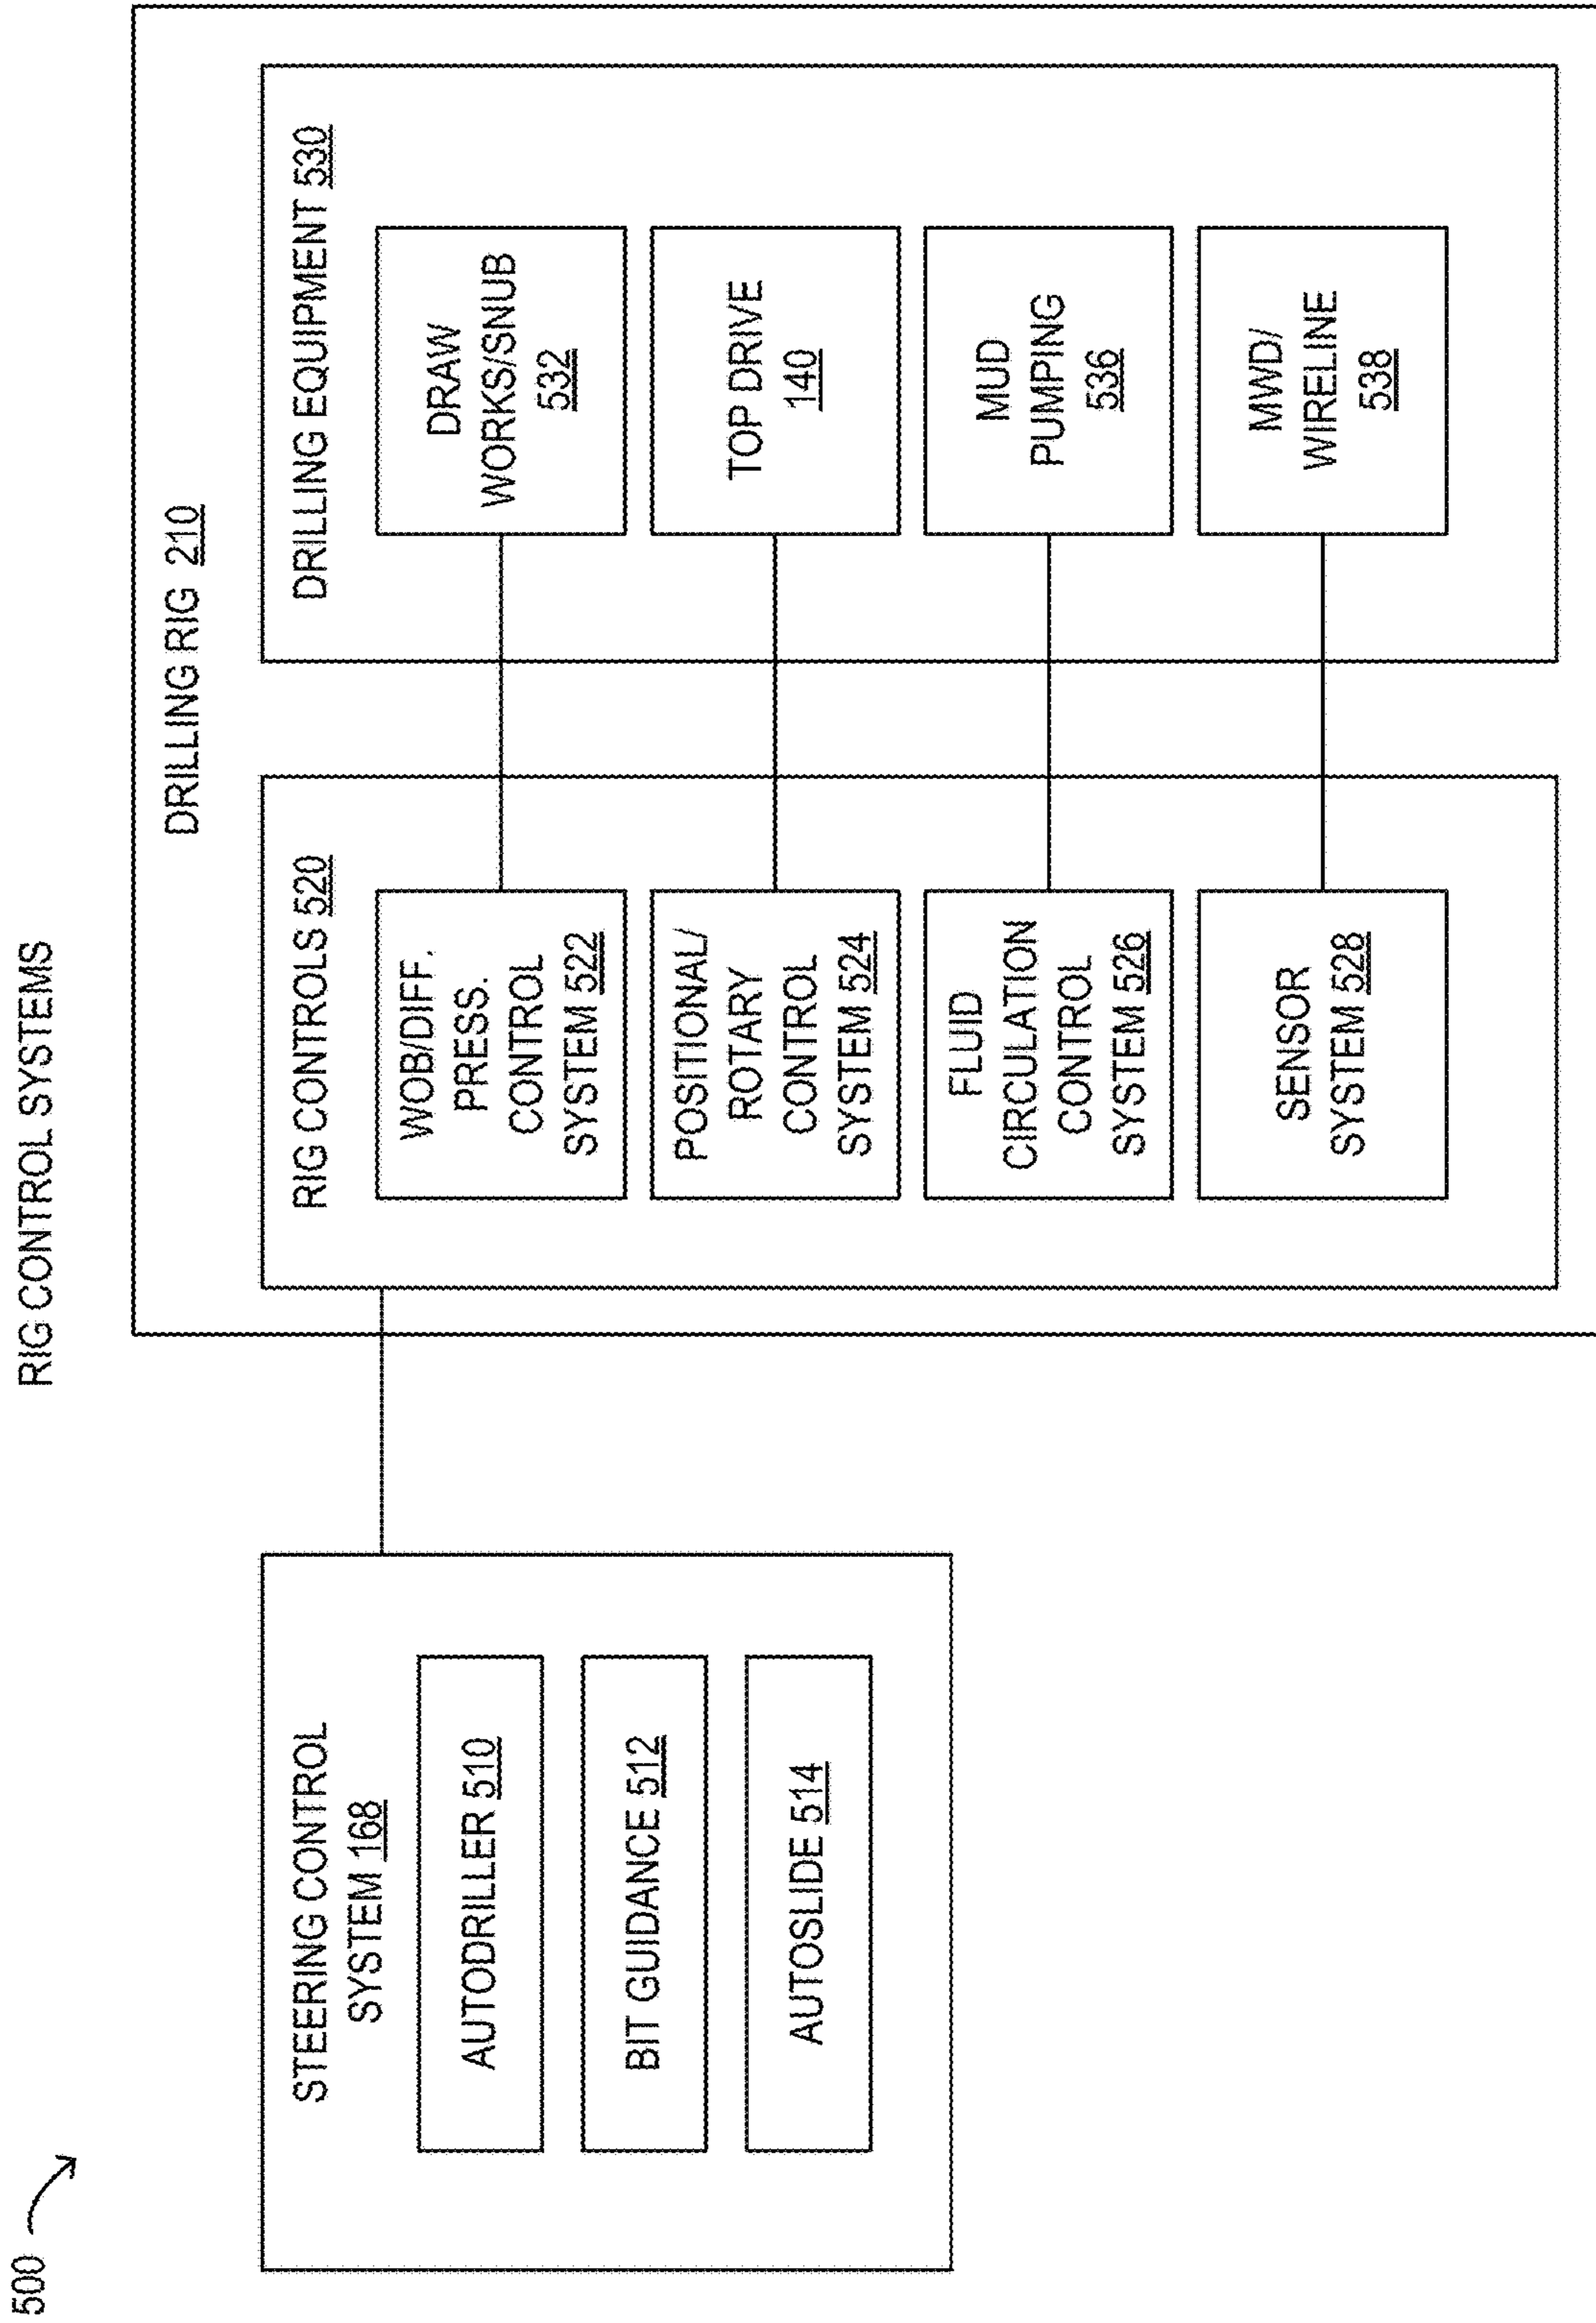 500
RIG CONTROL SYSTEMS
STEERING CONTROL
SYSTEM 168
AUTODRILLER 510
BIT GUIDANCE 512
AUTOSLIDE 514
DRILLING RIG 210
RIG CONTROLS 520
WOB/DIFF.
PRESS.
CONTROL
SYSTEM 522
POSITIONAL/
ROTARY
CONTROL
SYSTEM 524
FLUID
CIRCULATION
CONTROL
SYSTEM 526
SENSOR
SYSTEM 528
DRILLING EQUIPMENT 530
DRAW
WORKS/SNUB
532
TOP DRIVE
140
MUD
PUMPING
536
MWD/
WIRELINE
538